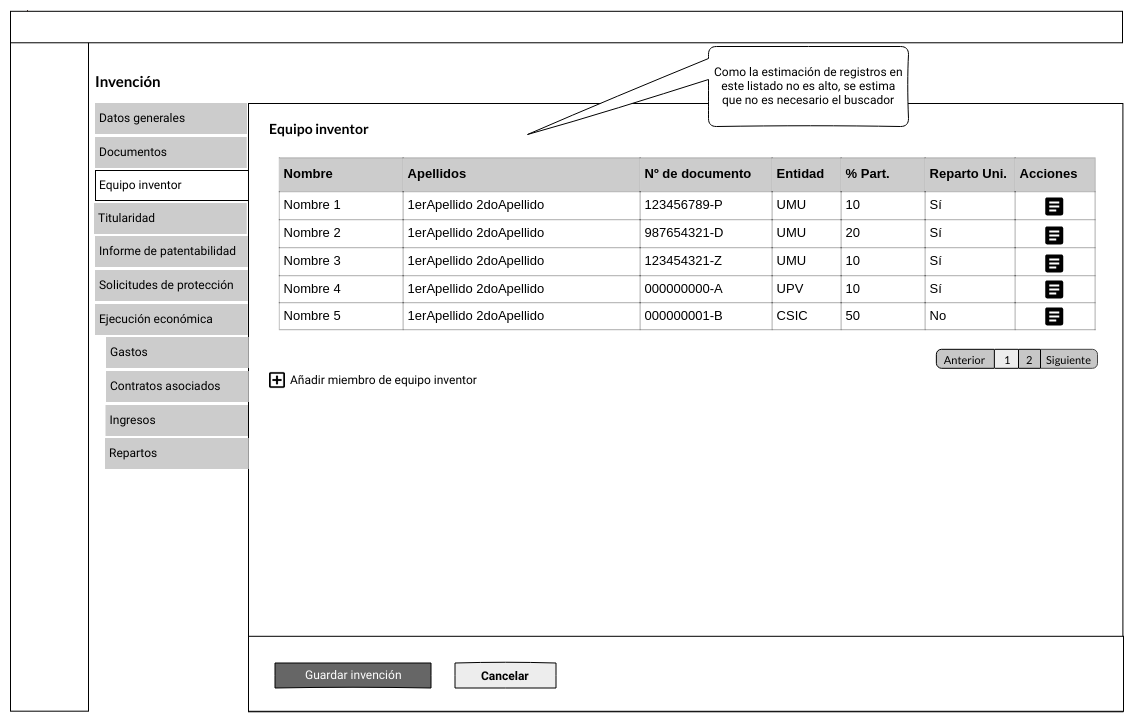 Como la estimación de registros en
este listado no es alto, se estima
que no es necesario el buscador
Invención
Datos generales
Documentos
Equipo inventor
Titularidad
Informe de patentabilidad
Solicitudes de protección
Ejecución económica
Gastos
Contratos asociados
Ingresos
Repartos
Equipo inventor
Nombre Apellidos Nº de documento Entidad % Part. Reparto Uni. Acciones
Nombre 1 1erApellido 2doApellido 123456789-P UMU 10 Sí
Nombre 2 1erApellido 2doApellido 987654321-D UMU 20 Sí
Nombre 3 1erApellido 2doApellido 123454321-Z UMU 10 Sí
Nombre 4 1erApellido 2doApellido 000000000-A UPV 10 Sí
Nombre 5 1erApellido 2doApellido 000000001-B CSIC 50 No
Anterior 1 2 Siguiente
Añadir miembro de equipo inventor
Guardar invención Cancelar